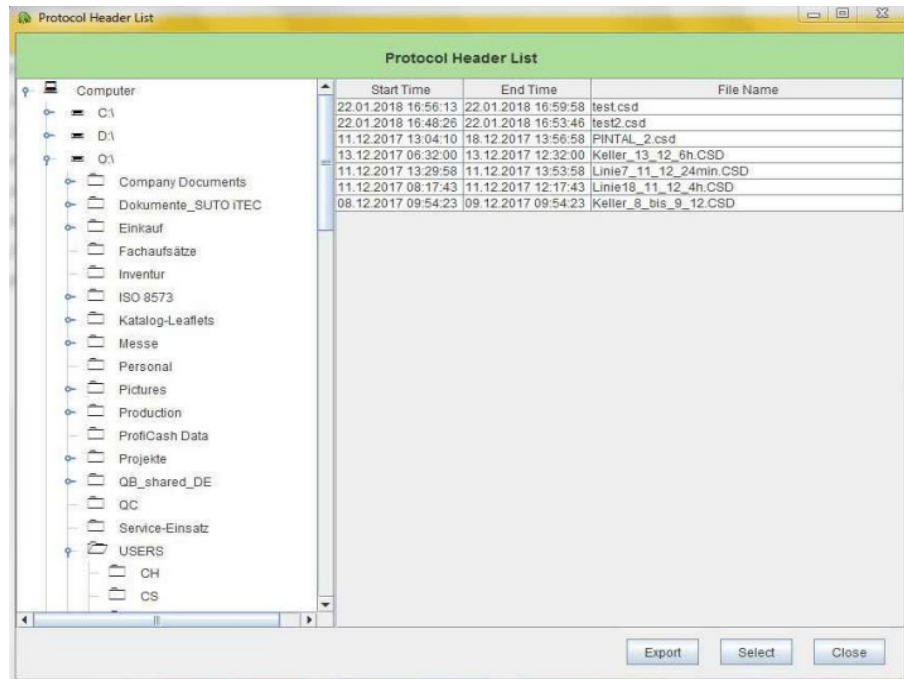 Protocol Header List
Protocol Header List
Computer
C:\
D:\
O:\
Company Documents
Dokumente_SUTO iTEC
Einkauf
Fachaufsätze
Inventur
ISO 8573
Katalog-Leaflets
Messe
Personal
Pictures
Production
ProfiCash Data
Projekte
QB_shared_DE
QC
Service-Einsatz
USERS
CH
CS
Start Time End Time File Name
22.01.2018 16:56:13 22.01.2018 16:59:58 test.csd
22.01.2018 16:48:26 22.01.2018 16:53:46 test2.csd
11.12.2017 13:04:10 18.12.2017 13:56:58 PINTAL_2.csd
13.12.2017 06:32:00 13.12.2017 12:32:00 Keller_13_12_6h.CSD
11.12.2017 13:29:58 11.12.2017 13:53:58 Linie7_11_12_24min.CSD
11.12.2017 08:17:43 11.12.2017 12:17:43 Linie18_11_12_4h.CSD
08.12.2017 09:54:23 09.12.2017 09:54:23 Keller_8_bis_9_12.CSD
Export Select Close